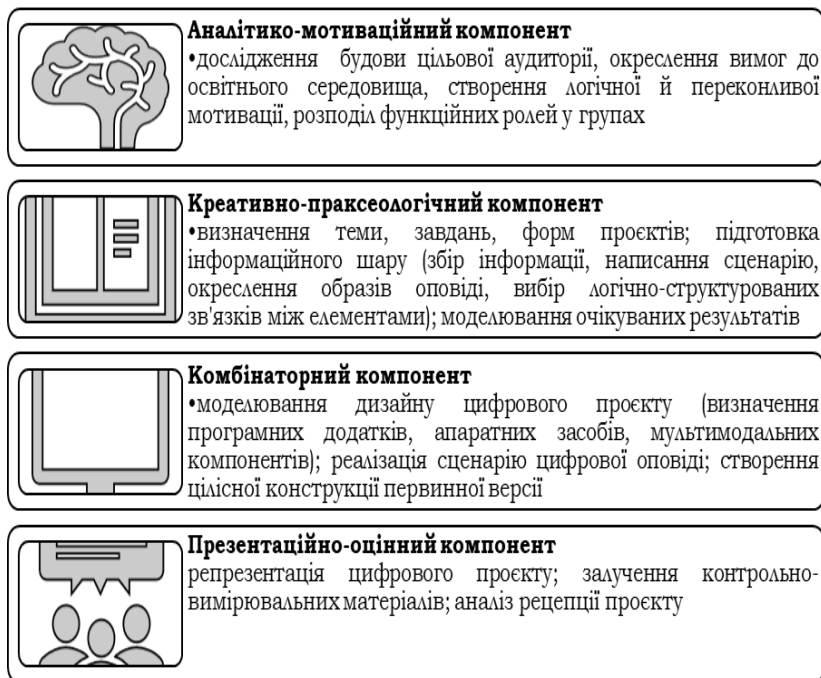 Аналітико-мотиваційний компонент
•дослідження будови цільової аудиторії, окреслення вимог до
освітнього середовища, створення логічної й переконливої
мотивації, розподіл функційних ролей у групах
Креативно-праксеологічний компонент
•визначення теми, завдань, форм проєктів; підготовка
інформаційного шару (збір інформації, написання сценарію,
окреслення образів оповіді, вибір логічно-структурованих
зв'язків між елементами); моделювання очікуваних результатів
Комбінаторний компонент
•моделювання дизайну цифрового проєкту (визначення
програмних додатків, апаратних засобів, мультимодальних
компонентів); реалізація сценарію цифрової оповіді; створення
цілісної конструкції первинної версії
Презентаційно-оцінний компонент
репрезентація цифрового проєкту; залучення контрольно-
вимірювальних матеріалів; аналіз рецепції проєкту